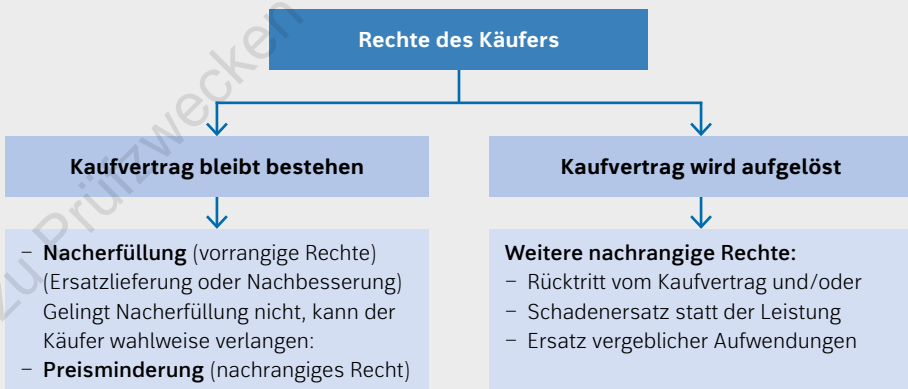 Rechte des Käufers
Kaufvertrag bleibt bestehen
– Nacherfüllung (vorrangige Rechte)
(Ersatzlieferung oder Nachbesserung)
Gelingt Nacherfüllung nicht, kann der
Käufer wahlweise verlangen:
– Preisminderung (nachrangiges Recht)
Kaufvertrag wird aufgelöst
Weitere nachrangige Rechte:
– Rücktritt vom Kaufvertrag und/oder
– Schadenersatz statt der Leistung
– Ersatz vergeblicher Aufwendungen
zu Prüfzwecken